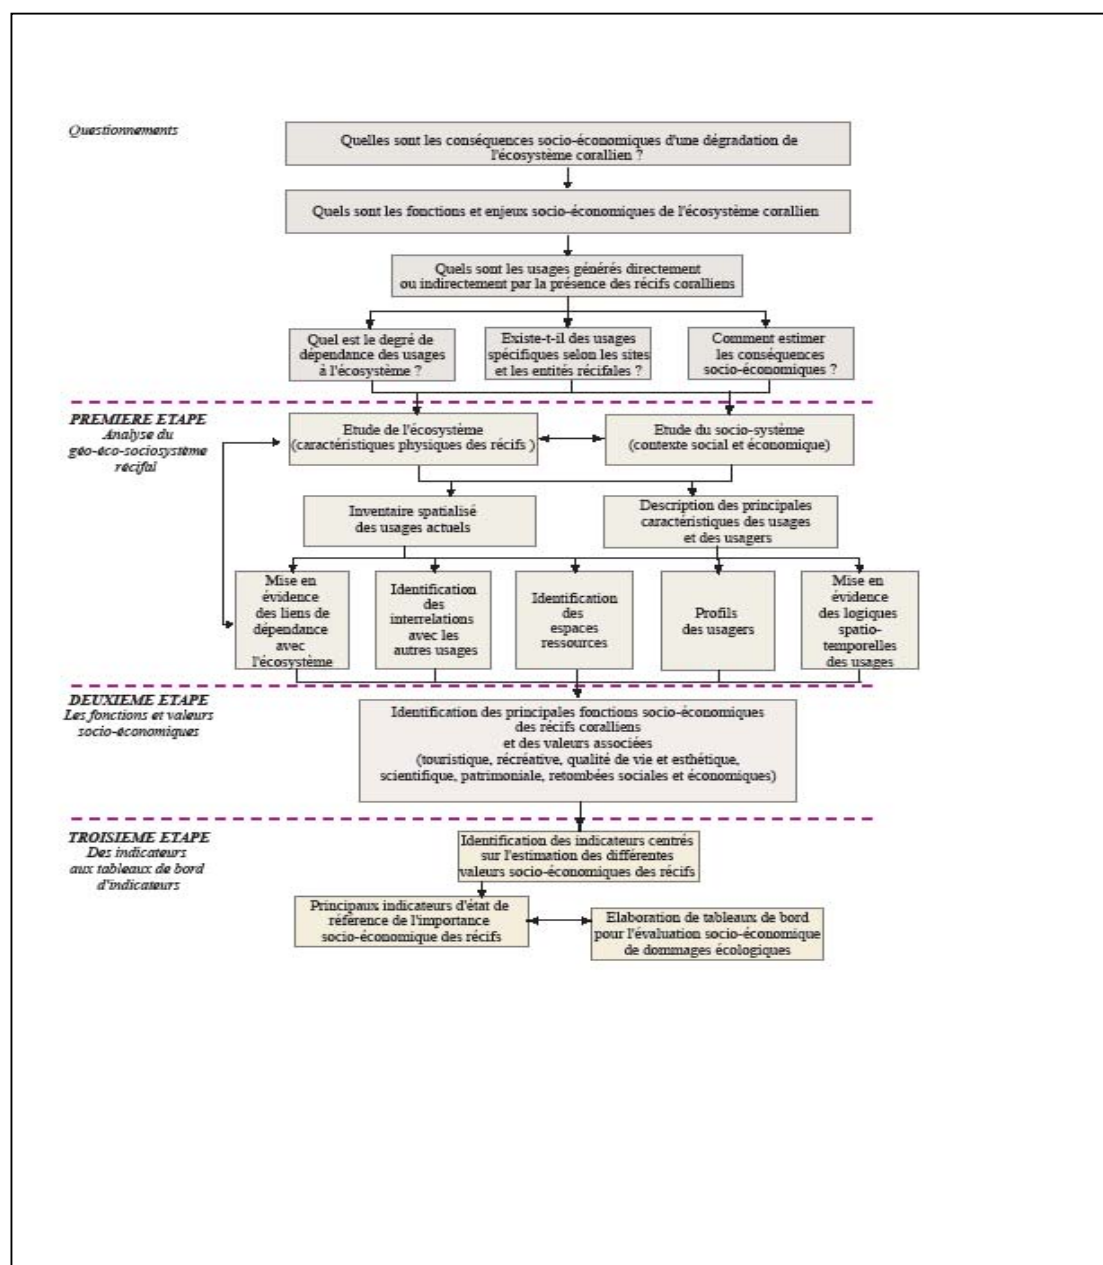 Questionnements
Quelles sont les conséquences socio-économiques d'une dégradation de
l'écosystème corallien ?
Quels sont les fonctions et enjeux socio-économiques de l'écosystème corallien
Quels sont les usages générés directement
ou indirectement par la présence des récifs coralliens
Quel est le degré de
dépendance des usages
à l'écosystème ?
Existe-t-il des usages
spécifiques selon les sites
et les entités récifales ?
Comment estimer
les conséquences
socio-économiques ?
PREMIERE ETAPE
Analyse du
géo-éco-sociosystème
récifal
Etude de l'écosystème
(caractéristiques physiques des récifs )
Etude du socio-système
(contexte social et économique)
Inventaire spatialisé
des usages actuels
Description des principales
caractéristiques des usages
et des usagers
Mise en
évidence
des liens de
dépendance
avec
l'écosystème
Identification
des
interrelations
avec les
autres usages
Identification
des
espaces
ressources
Profils
des usagers
Mise en
évidence
des logiques
spatio-
temporelles
des usages
DEUXIEME ETAPE
Les fonctions et valeurs
socio-économiques
Identification des principales fonctions socio-économiques
des récifs coralliens
et des valeurs associées
(touristique, récréative, qualité de vie et esthétique,
scientifique, patrimoniale, retombées sociales et économiques)
TROISIEME ETAPE
Des indicateurs
aux tableaux de bord
d'indicateurs
Identification des indicateurs centrés
sur l'estimation des différentes
valeurs socio-économiques des récifs
Principaux indicateurs d'état de
référence de l'importance
socio-économique des récifs
Elaboration de tableaux de bord
pour l'évaluation socio-économique
de dommages écologiques